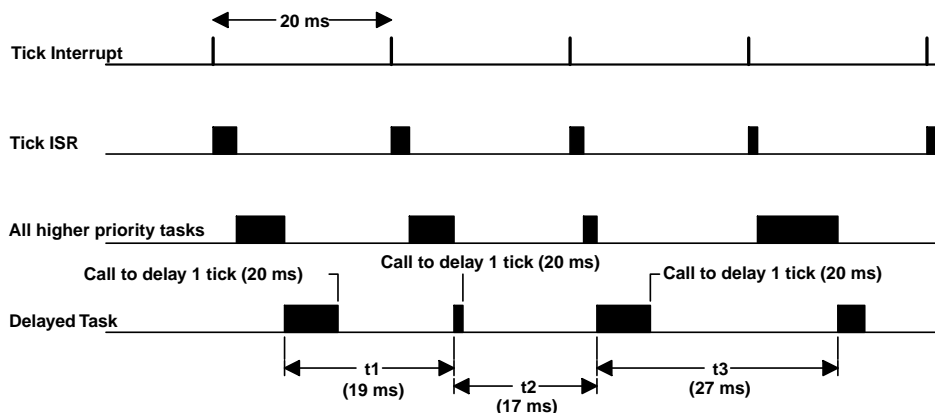 20 ms
Tick Interrupt
Tick ISR
All higher priority tasks
Call to delay 1 tick (20 ms)
Call to delay 1 tick (20 ms)
Call to delay 1 tick (20 ms)
Delayed Task
t1
(19 ms)
t2
(17 ms)
t3
(27 ms)